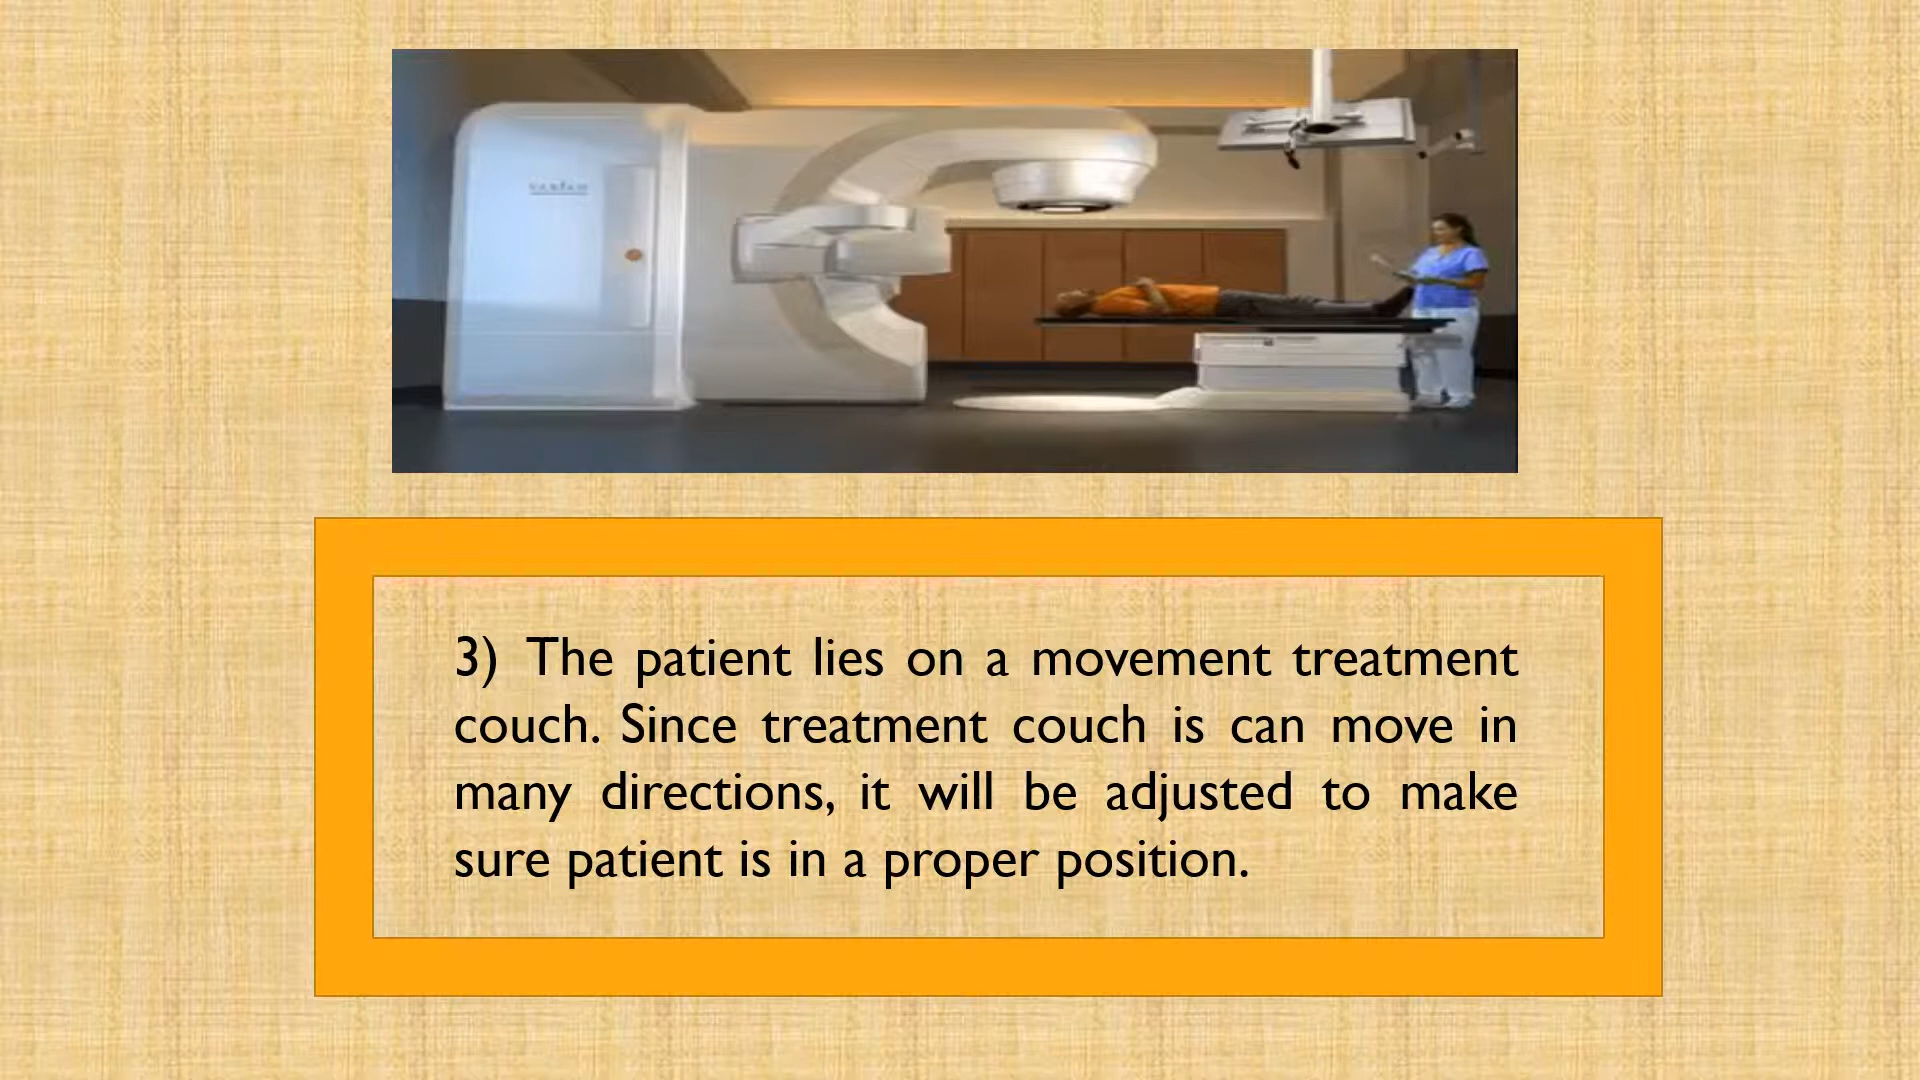 VARIAN
3) The patient lies on a movement treatment
couch. Since treatment couch is can move in
many directions, it will be adjusted to make
sure patient is in a proper position.